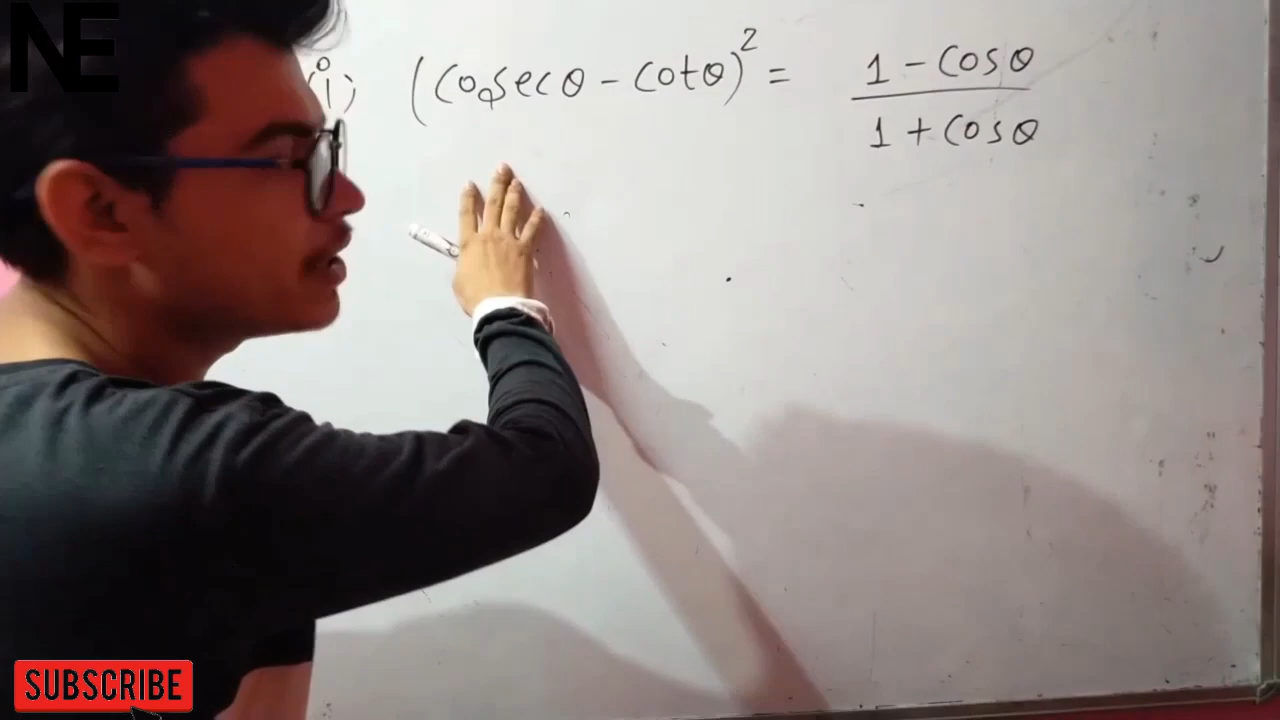 NE
(i) (Cosecθ - Cotθ)² = 1 - Cosθ
1 + Cosθ
SUBSCRIBE